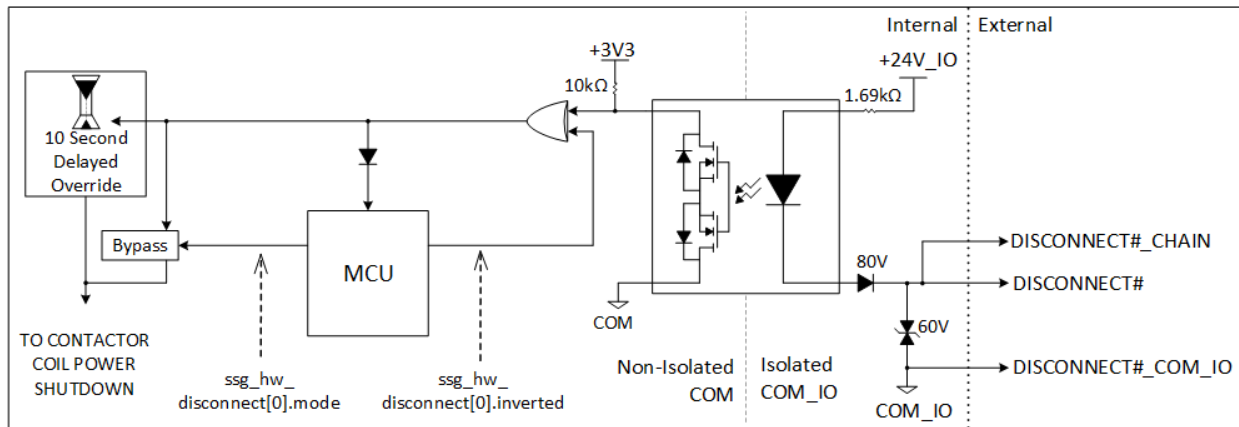 Internal
External
+3V3
+24V_IO
10kΩ
1.69kΩ
10 Second
Delayed
Override
Bypass
MCU
DISCONNECT#_CHAIN
80V
DISCONNECT#
COM
60V
TO CONTACTOR
COIL POWER
SHUTDOWN
ssg_hw_
disconnect[0].mode
ssg_hw_
disconnect[0].inverted
Non-Isolated
COM
Isolated
COM_IO
DISCONNECT#_COM_IO
COM_IO